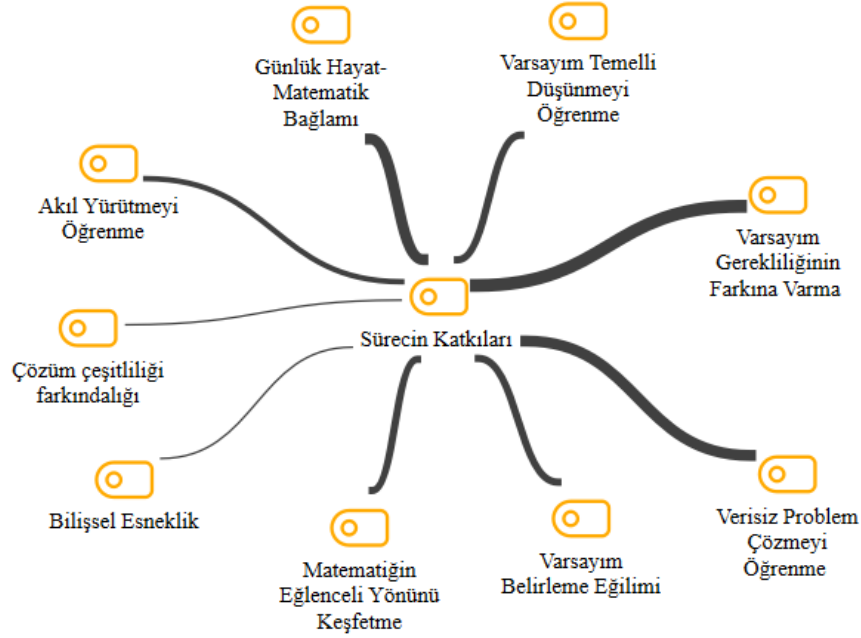 Günlük Hayat-
Matematik
Bağlamı
Varsayım Temelli
Düşünmeyi
Öğrenme
Akıl Yürütmeyi
Öğrenme
Varsayım
Gerekliliğinin
Farkına Varma
Sürecin Katkıları
Çözüm çeşitliliği
farkındalığı
Bilişsel Esneklik
Matematiğin
Eğlenceli Yönünü
Keşfetme
Varsayım
Belirleme Eğilimi
Verisiz Problem
Çözmeyi
Öğrenme